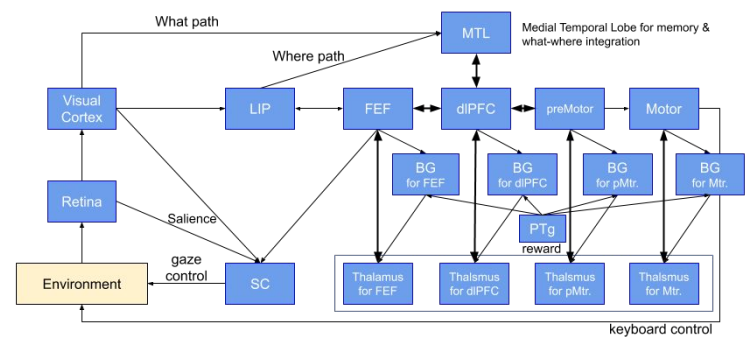 What path
MTL
Medial Temporal Lobe for memory &
what-where integration
Where path
Visual
Cortex
LIP
FEF
dlPFC
preMotor
Motor
BG
for FEF
BG
for dlPFC
BG
for pMtr.
BG
for Mtr.
Retina
Salience
PTg
reward
gaze
control
Environment
SC
Thalamus
for FEF
Thalsmus
for dlPFC
Thalsmus
for pMtr.
Thalsmus
for Mtr.
keyboard control